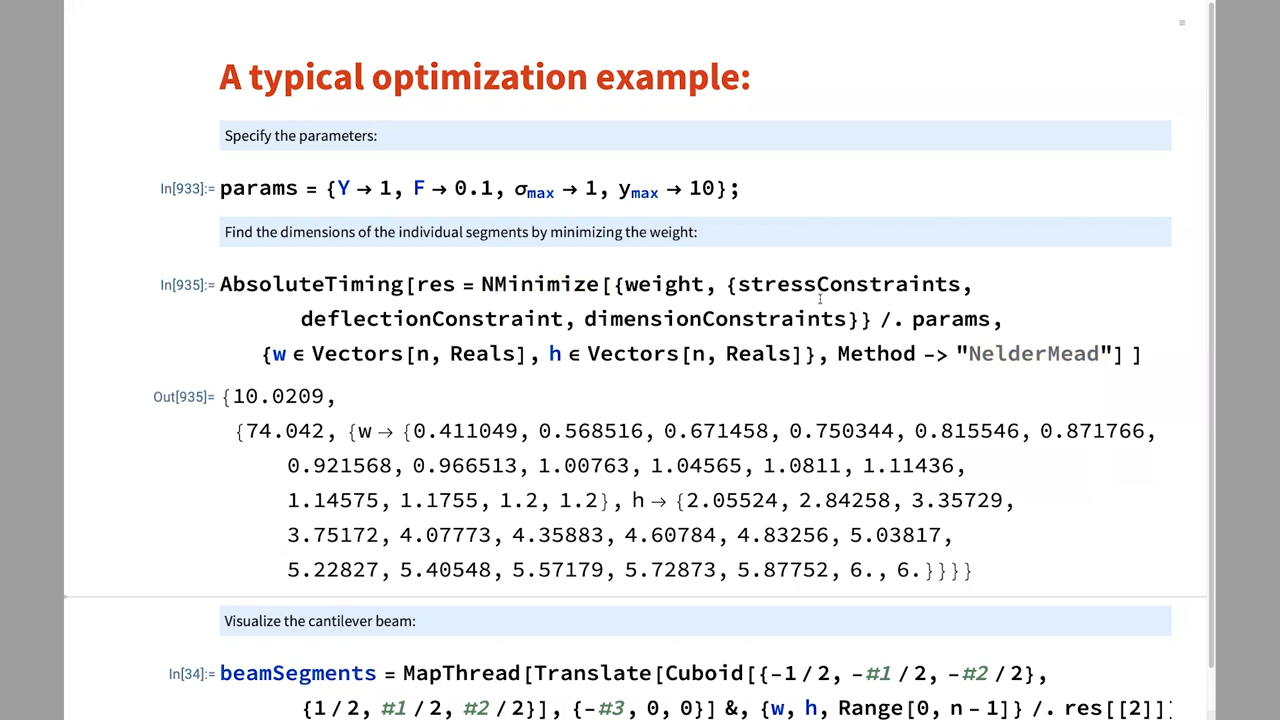 A typical optimization example:
Specify the parameters:
In[933]:= params = {Y → 1, F → 0.1, σmax → 1, ymax → 10};
Find the dimensions of the individual segments by minimizing the weight:
In[935]:= AbsoluteTiming[res = NMinimize[{weight, {stressConstraints,
deflectionConstraint, dimensionConstraints}} /. params,
{w ∈ Vectors[n, Reals], h ∈ Vectors[n, Reals]}, Method -> "NelderMead"] ]
Out[935]= {10.0209,
{74.042, {w → {0.411049, 0.568516, 0.671458, 0.750344, 0.815546, 0.871766,
0.921568, 0.966513, 1.00763, 1.04565, 1.0811, 1.11436,
1.14575, 1.1755, 1.2, 1.2}, h → {2.05524, 2.84258, 3.35729,
3.75172, 4.07773, 4.35883, 4.60784, 4.83256, 5.03817,
5.22827, 5.40548, 5.57179, 5.72873, 5.87752, 6., 6.}}}}
Visualize the cantilever beam:
In[34]:= beamSegments = MapThread[Translate[Cuboid[{-1/2, -#1/2, -#2/2},
{1/2, #1/2, #2/2}], {-#3, 0, 0}] &, {w, h, Range[0, n-1]} /. res[[2]]]